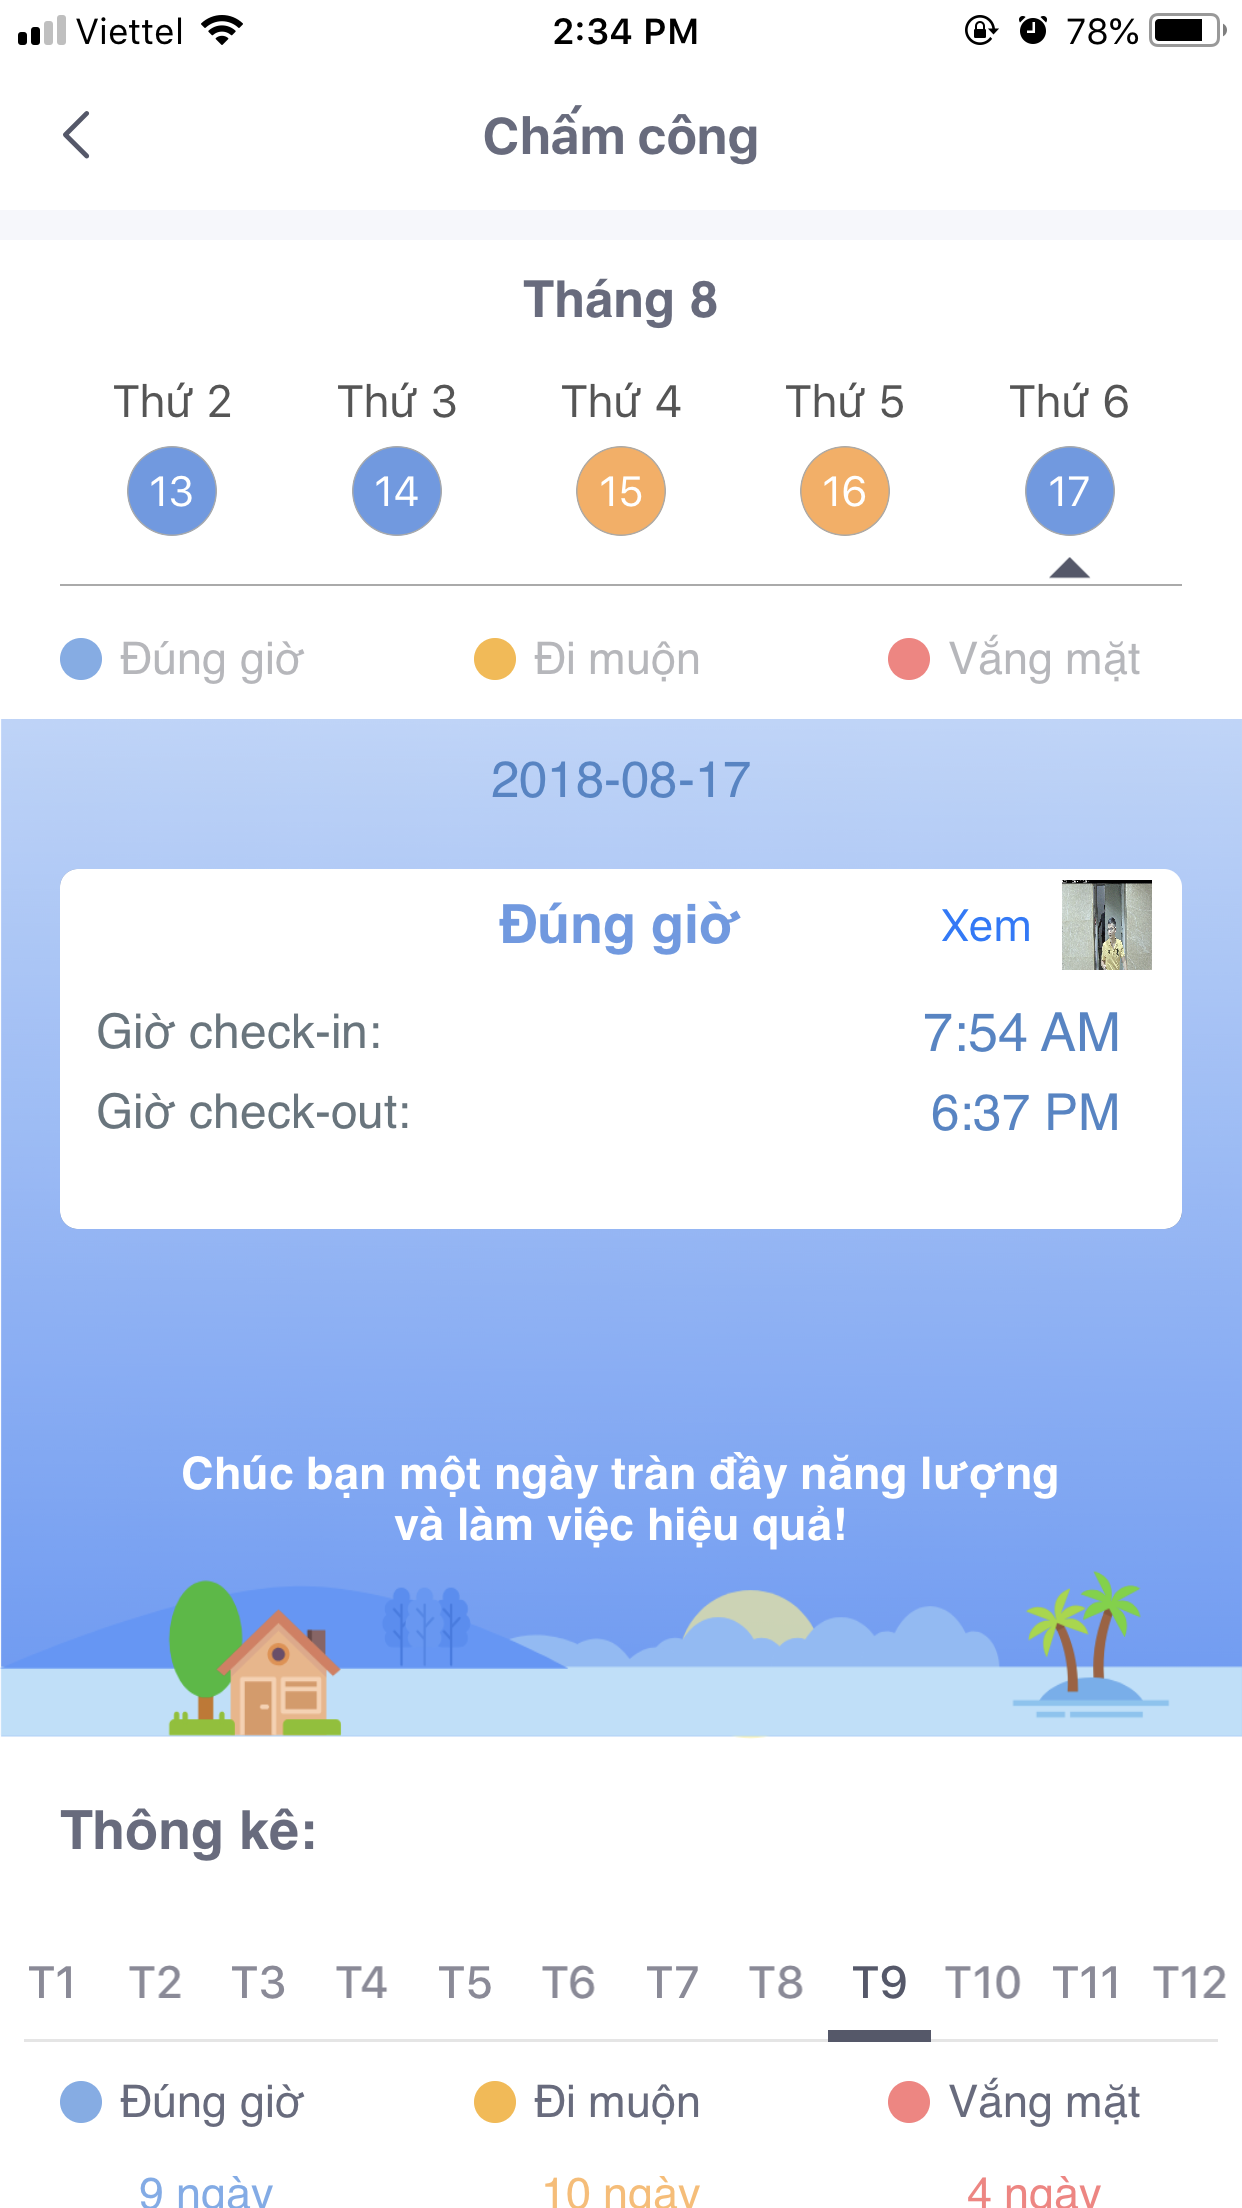 Viettel 2:34 PM 78%
Chấm công
Tháng 8
Thứ 2 Thứ 3 Thứ 4 Thứ 5 Thứ 6
13 14 15 16 17
Đúng giờ Đi muộn Vắng mặt
2018-08-17
Đúng giờ Xem
Giờ check-in: 7:54 AM
Giờ check-out: 6:37 PM
Chúc bạn một ngày tràn đầy năng lượng
và làm việc hiệu quả!
Thông kê:
T1 T2 T3 T4 T5 T6 T7 T8 T9 T10 T11 T12
Đúng giờ Đi muộn Vắng mặt
9 ngày 10 ngày 4 ngày